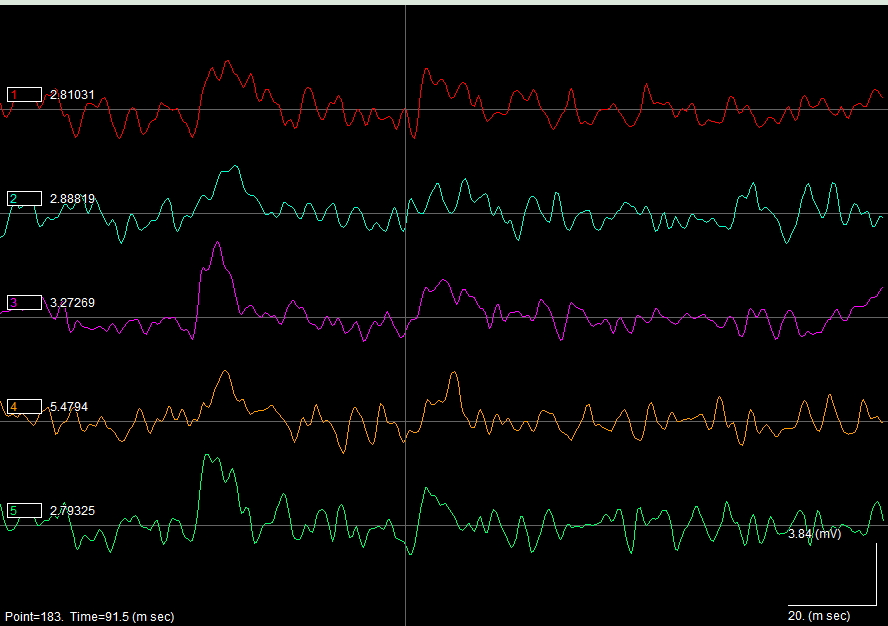 1 2.81031
2 2.88819
3 3.27269
4 5.4794
5 2.79325
3.84 (mV)
Point=183. Time=91.5 (m sec)
20. (m sec)